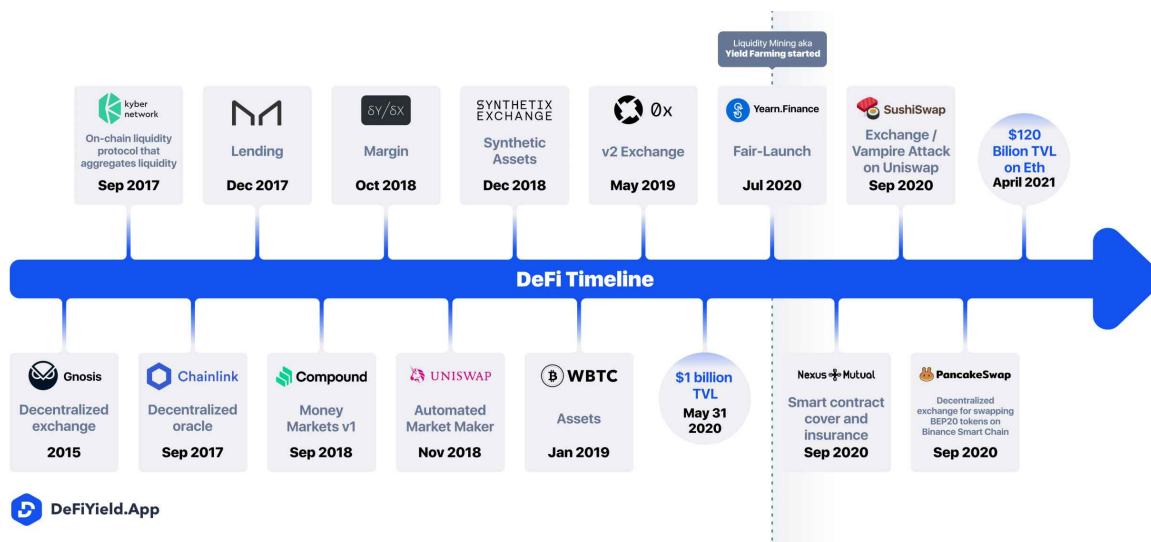 Liquidity Mining aka
Yield Farming started
kyber
network
On-chain liquidity
protocol that
aggregates liquidity
Sep 2017
Lending
Dec 2017
δY/δX
Margin
Oct 2018
SYNTHETIX
EXCHANGE
Synthetic
Assets
Dec 2018
0x
v2 Exchange
May 2019
Yearn.Finance
Fair-Launch
Jul 2020
SushiSwap
Exchange /
Vampire Attack
on Uniswap
Sep 2020
$120
Bilion TVL
on Eth
April 2021
DeFi Timeline
Gnosis
Decentralized
exchange
2015
Chainlink
Decentralized
oracle
Sep 2017
Compound
Money
Markets v1
Sep 2018
UNISWAP
Automated
Market Maker
Nov 2018
WBTC
Assets
Jan 2019
$1 billion
TVL
May 31
2020
Nexus Mutual
Smart contract
cover and
insurance
Sep 2020
PancakeSwap
Decentralized
exchange for swapping
BEP20 tokens on
Binance Smart Chain
Sep 2020
DeFiYield.App